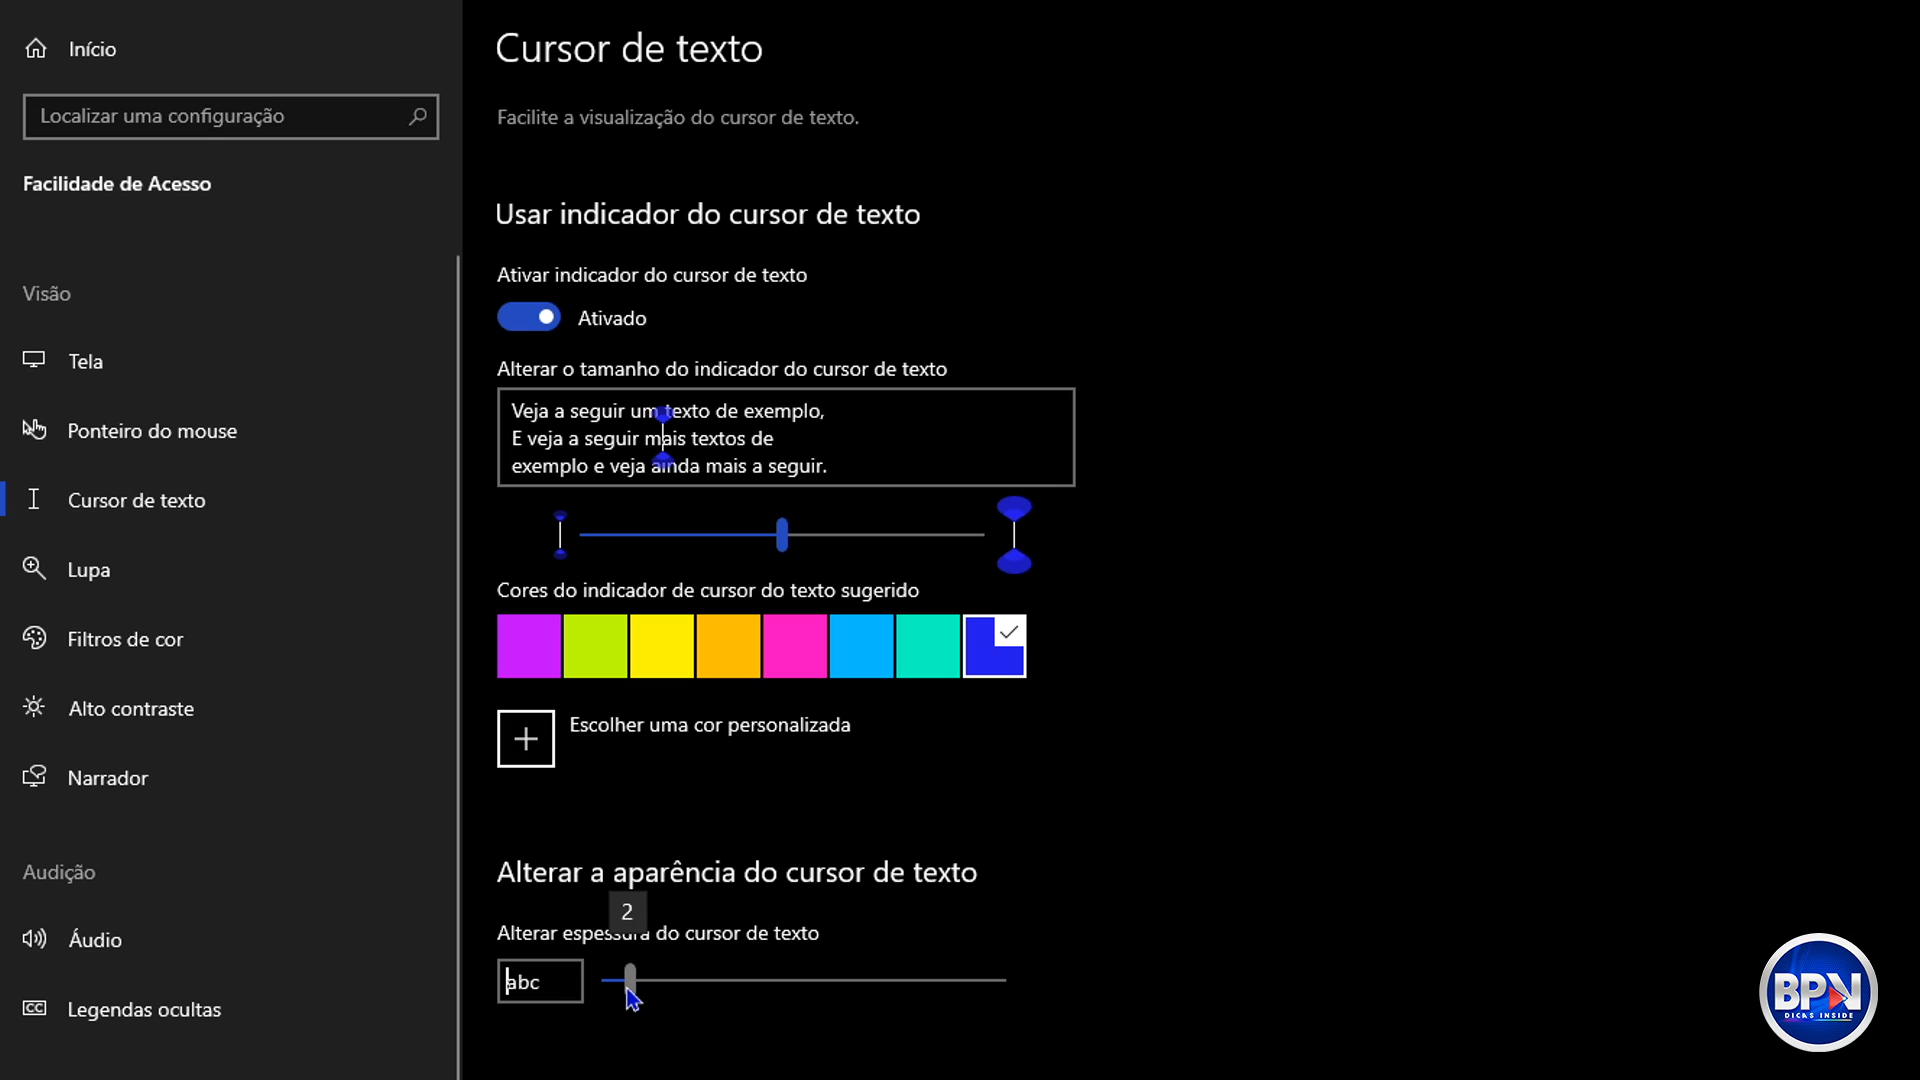 Início
Localizar uma configuração
Facilidade de Acesso
Visão
Tela
Ponteiro do mouse
Cursor de texto
Lupa
Filtros de cor
Alto contraste
Narrador
Audição
Áudio
CC Legendas ocultas
Cursor de texto
Facilite a visualização do cursor de texto.
Usar indicador do cursor de texto
Ativar indicador do cursor de texto
Ativado
Alterar o tamanho do indicador do cursor de texto
Veja a seguir um texto de exemplo,
E veja a seguir mais textos de
exemplo e veja ainda mais a seguir.
Cores do indicador de cursor do texto sugerido
Escolher uma cor personalizada
Alterar a aparência do cursor de texto
2
Alterar espessura do cursor de texto
abc
BPN
DICAS INSIDE